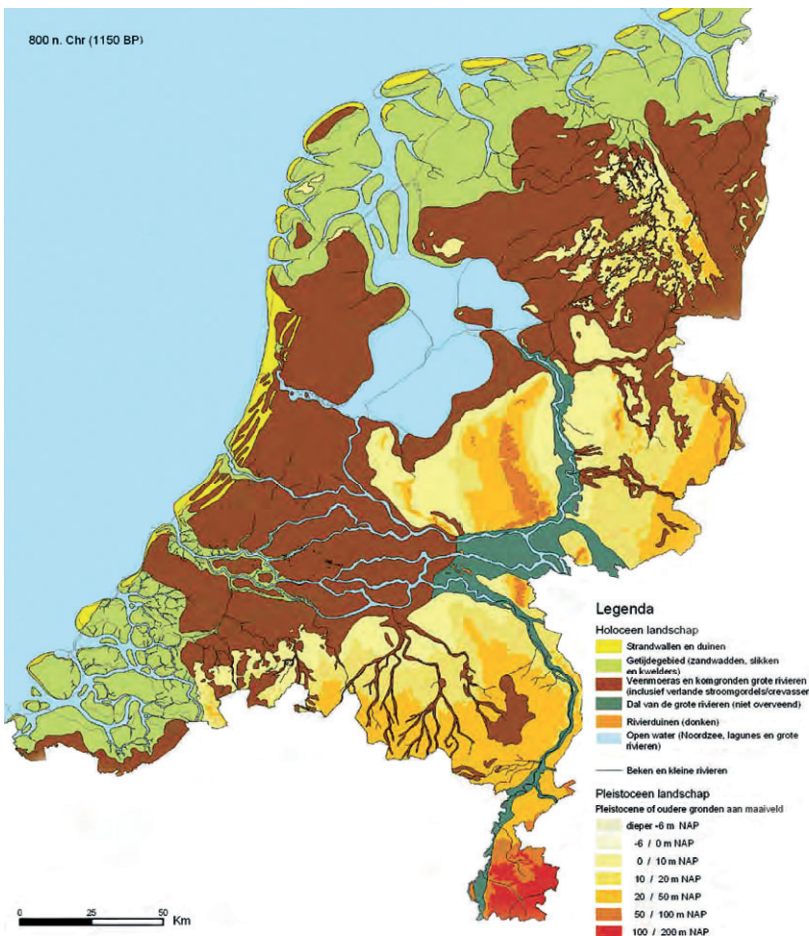 800 n. Chr (1150 BP)
Legenda
Holoceen landschap
Strandwallen en duinen
Getijdegebied (zandwadden, slikken
en kwelders)
Veenmoeras en komgronden grote rivieren
(inclusief verlande stroomgordels/crevasser
Dal van de grote rivieren (niet overveend)
Rivierduinen (donken)
Open water (Noordzee, lagunes en grote
rivieren)
Beken en kleine rivieren
Pleistoceen landschap
Pleistocene of oudere gronden aan maaiveld
dieper -6 m NAP
-6 / 0 m NAP
0 / 10 m NAP
10 / 20 m NAP
20 / 50 m NAP
50 / 100 m NAP
100 / 200 m NAP
0 25 50
Km